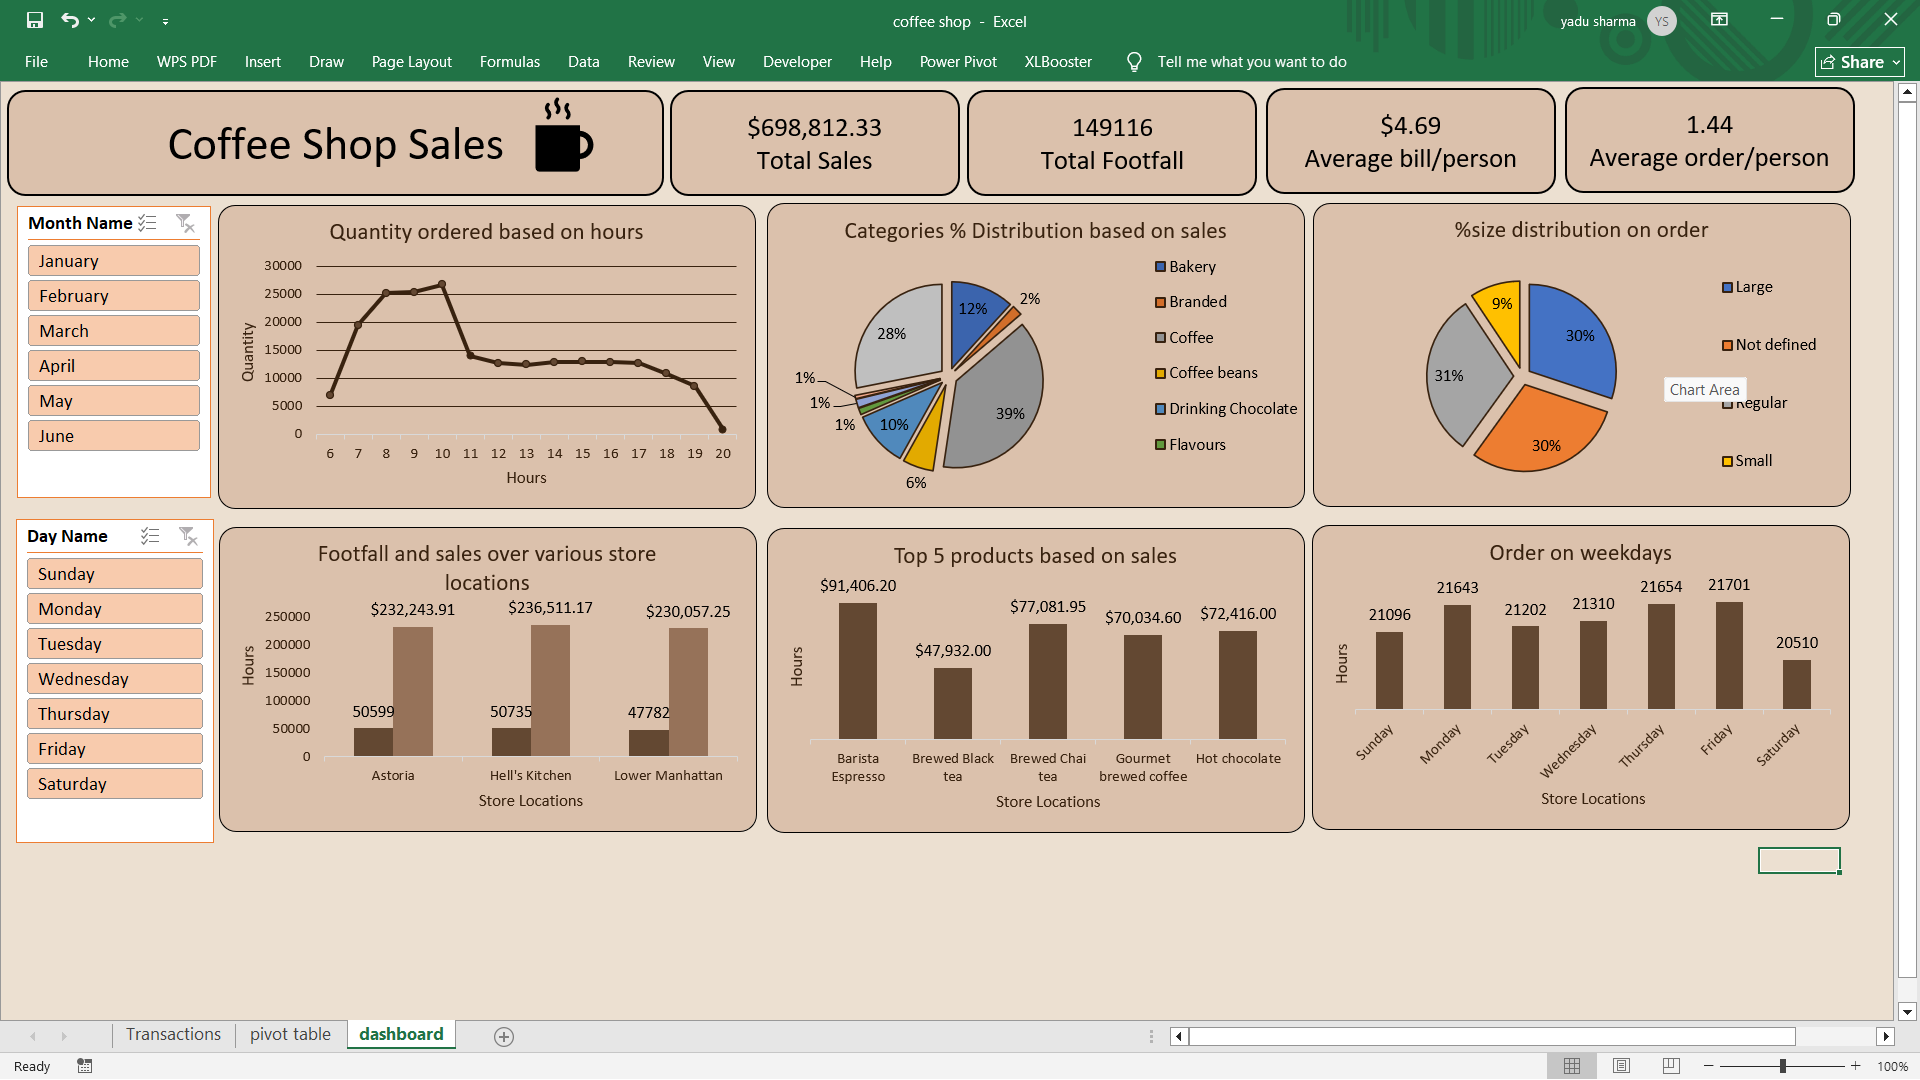 coffee shop - Excel
yadu sharma
YS
File
Home
WPS PDF
Insert
Draw
Page Layout
Formulas
Data
Review
View
Developer
Help
Power Pivot
XLBooster
Tell me what you want to do
Share
Coffee Shop Sales
$698,812.33
Total Sales
149116
Total Footfall
$4.69
Average bill/person
1.44
Average order/person
Month Name
January
February
March
April
May
June
Quantity ordered based on hours
Quantity
30000
25000
20000
15000
10000
5000
0
6 7 8 9 10 11 12 13 14 15 16 17 18 19 20
Hours
Categories % Distribution based on sales
12%
2%
39%
6%
10%
1%
1%
1%
28%
Bakery
Branded
Coffee
Coffee beans
Drinking Chocolate
Flavours
%size distribution on order
30%
30%
31%
9%
Large
Not defined
Regular
Small
Chart Area
Day Name
Sunday
Monday
Tuesday
Wednesday
Thursday
Friday
Saturday
Footfall and sales over various store
locations
Hours
250000
200000
150000
100000
50000
0
$232,243.91
$236,511.17
$230,057.25
50599
50735
47782
Astoria
Hell's Kitchen
Lower Manhattan
Store Locations
Top 5 products based on sales
Hours
$91,406.20
$47,932.00
$77,081.95
$70,034.60
$72,416.00
Barista
Espresso
Brewed Black
tea
Brewed Chai
tea
Gourmet
brewed coffee
Hot chocolate
Store Locations
Order on weekdays
Hours
21096
21643
21202
21310
21654
21701
20510
Sunday
Monday
Tuesday
Wednesday
Thursday
Friday
Saturday
Store Locations
Transactions
pivot table
dashboard
Ready
100%